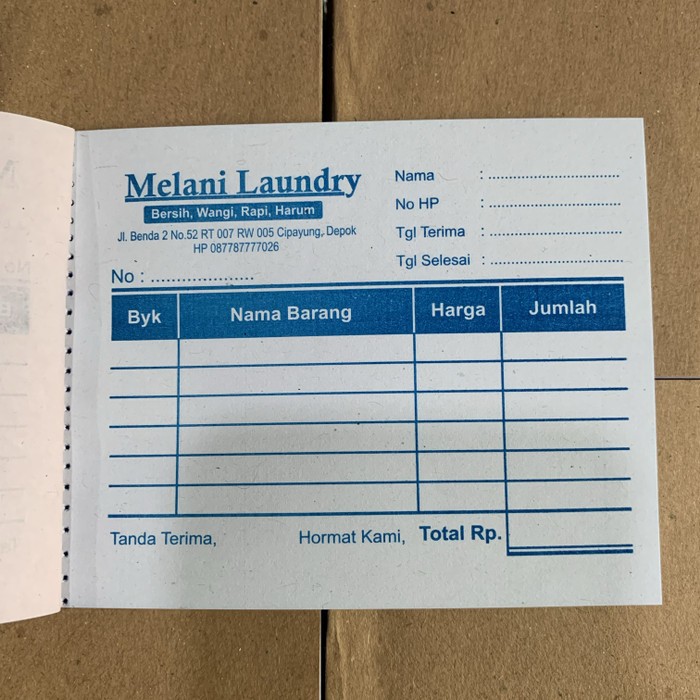 Melani Laundry
Bersih, Wangi, Rapi, Harum
Jl. Benda 2 No.52 RT 007 RW 005 Cipayung, Depok
HP 087787777026
No : ....................
Nama : ................................
No HP : ................................
Tgl Terima : ................................
Tgl Selesai : ................................
Byk Nama Barang Harga Jumlah
Tanda Terima, Hormat Kami, Total Rp.